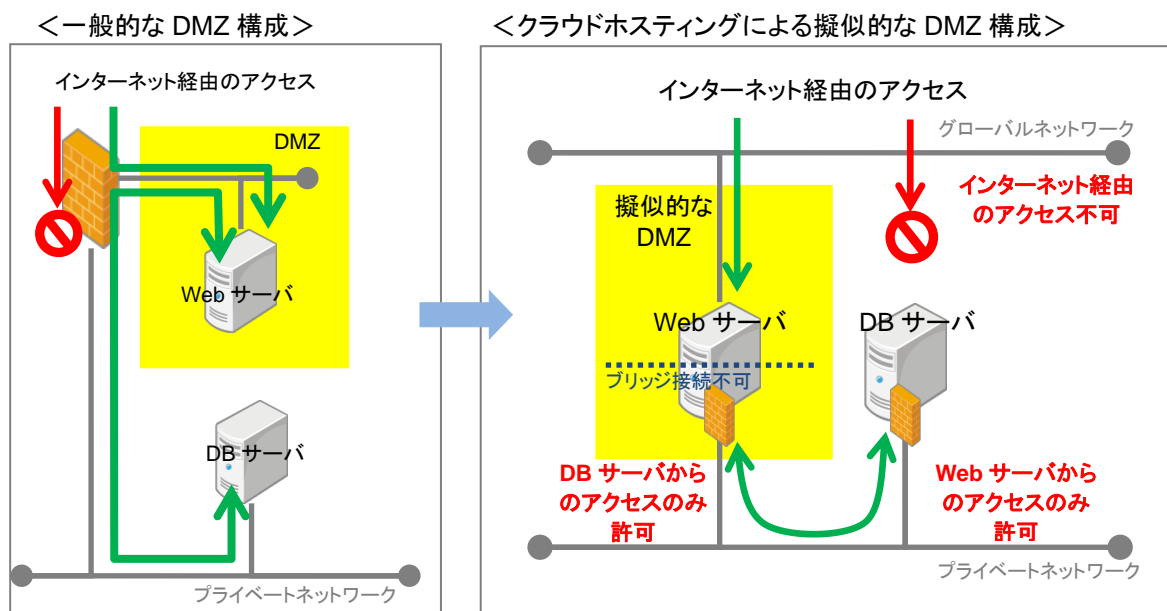 ＜一般的な DMZ 構成＞
インターネット経由のアクセス
DMZ
Web サーバ
DB サーバ
プライベートネットワーク
＜クラウドホスティングによる擬似的な DMZ 構成＞
インターネット経由のアクセス
グローバルネットワーク
インターネット経由
のアクセス不可
擬似的な
DMZ
Web サーバ
DB サーバ
ブリッジ接続不可
DB サーバから
のアクセスのみ
許可
Web サーバから
のアクセスのみ
許可
プライベートネットワーク